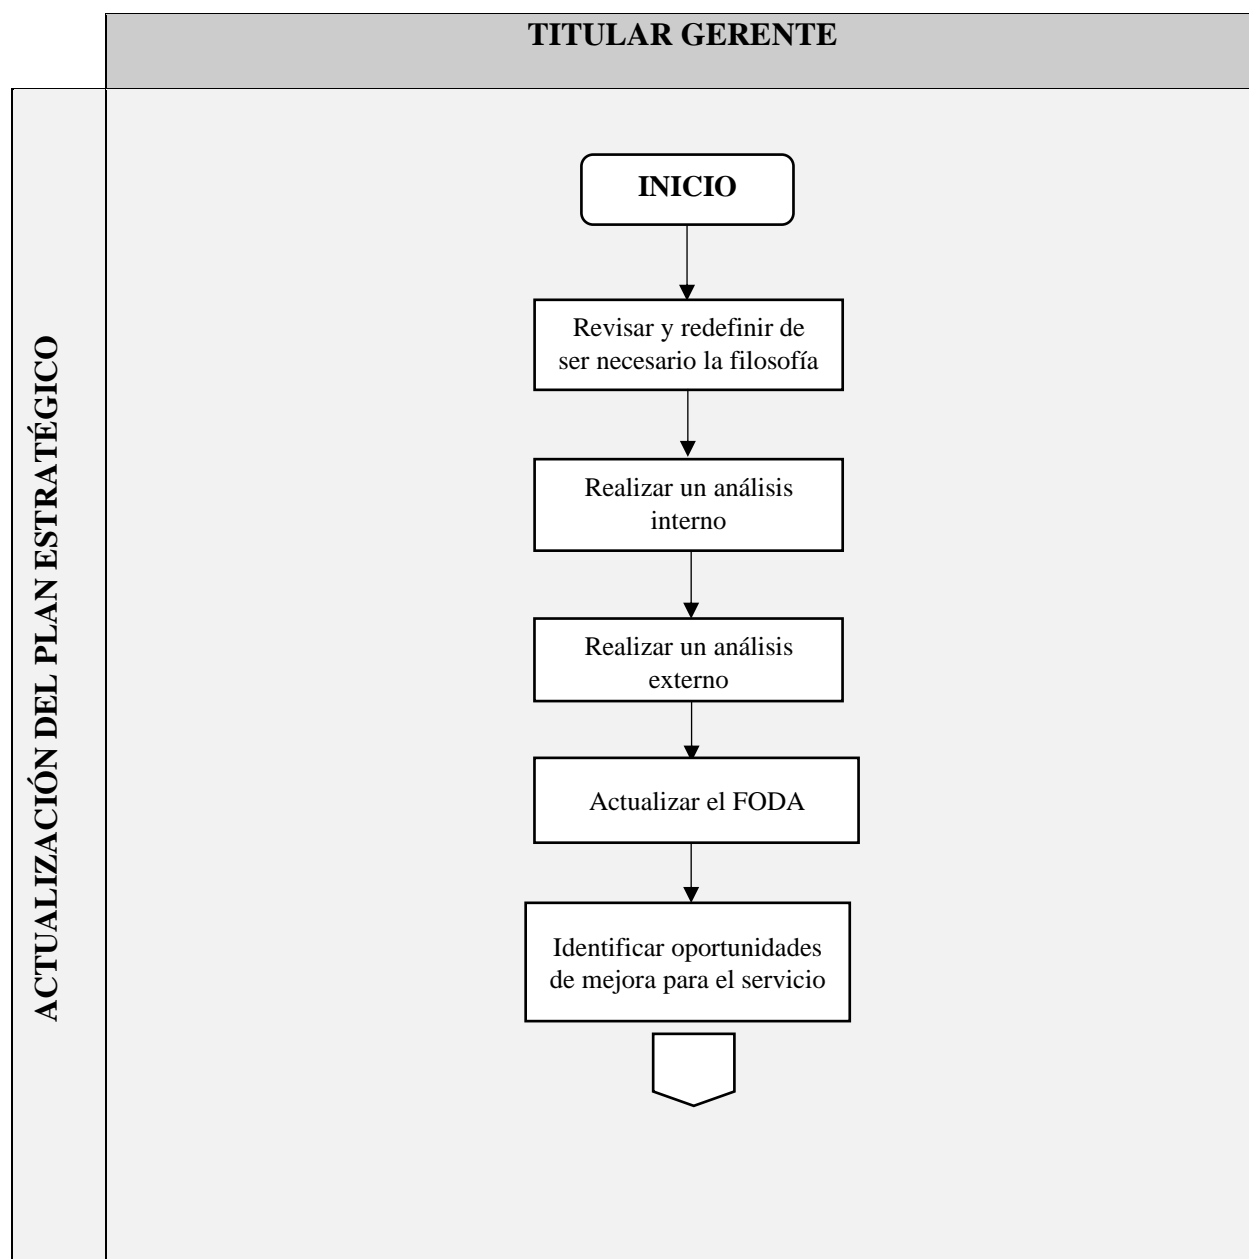 TITULAR GERENTE
ACTUALIZACIÓN DEL PLAN ESTRATÉGICO
INICIO
Revisar y redefinir de
ser necesario la filosofía
Realizar un análisis
interno
Realizar un análisis
externo
Actualizar el FODA
Identificar oportunidades
de mejora para el servicio